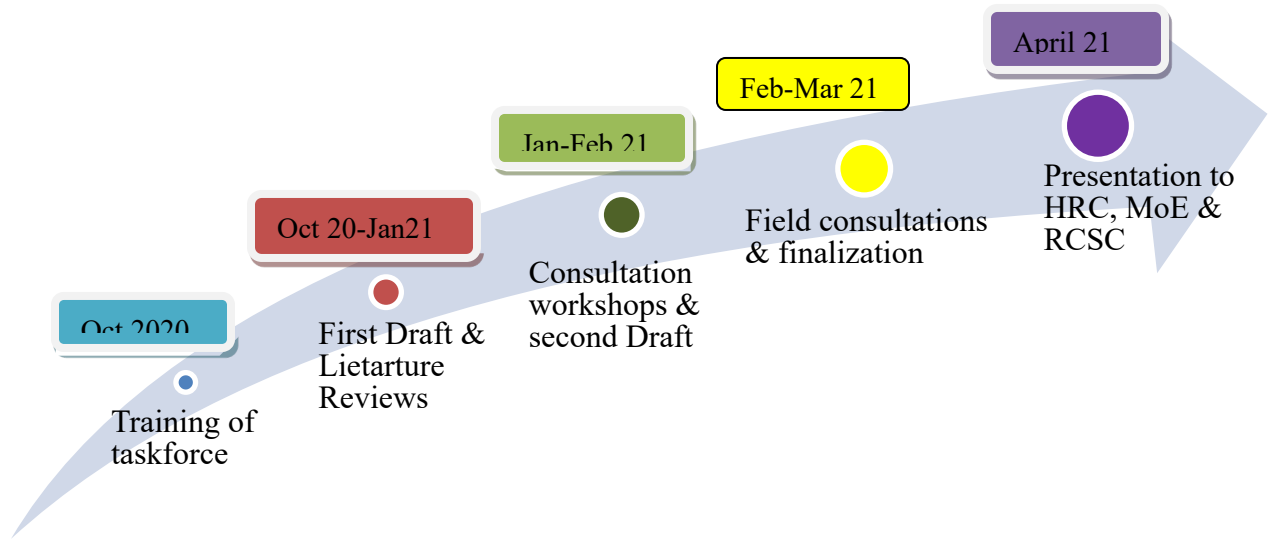 Oct 2020
Training of
taskforce
Oct 20-Jan21
First Draft &
Lietarture
Reviews
Jan-Feb 21
Consultation
workshops &
second Draft
Feb-Mar 21
Field consultations
& finalization
April 21
Presentation to
HRC, MoE &
RCSC